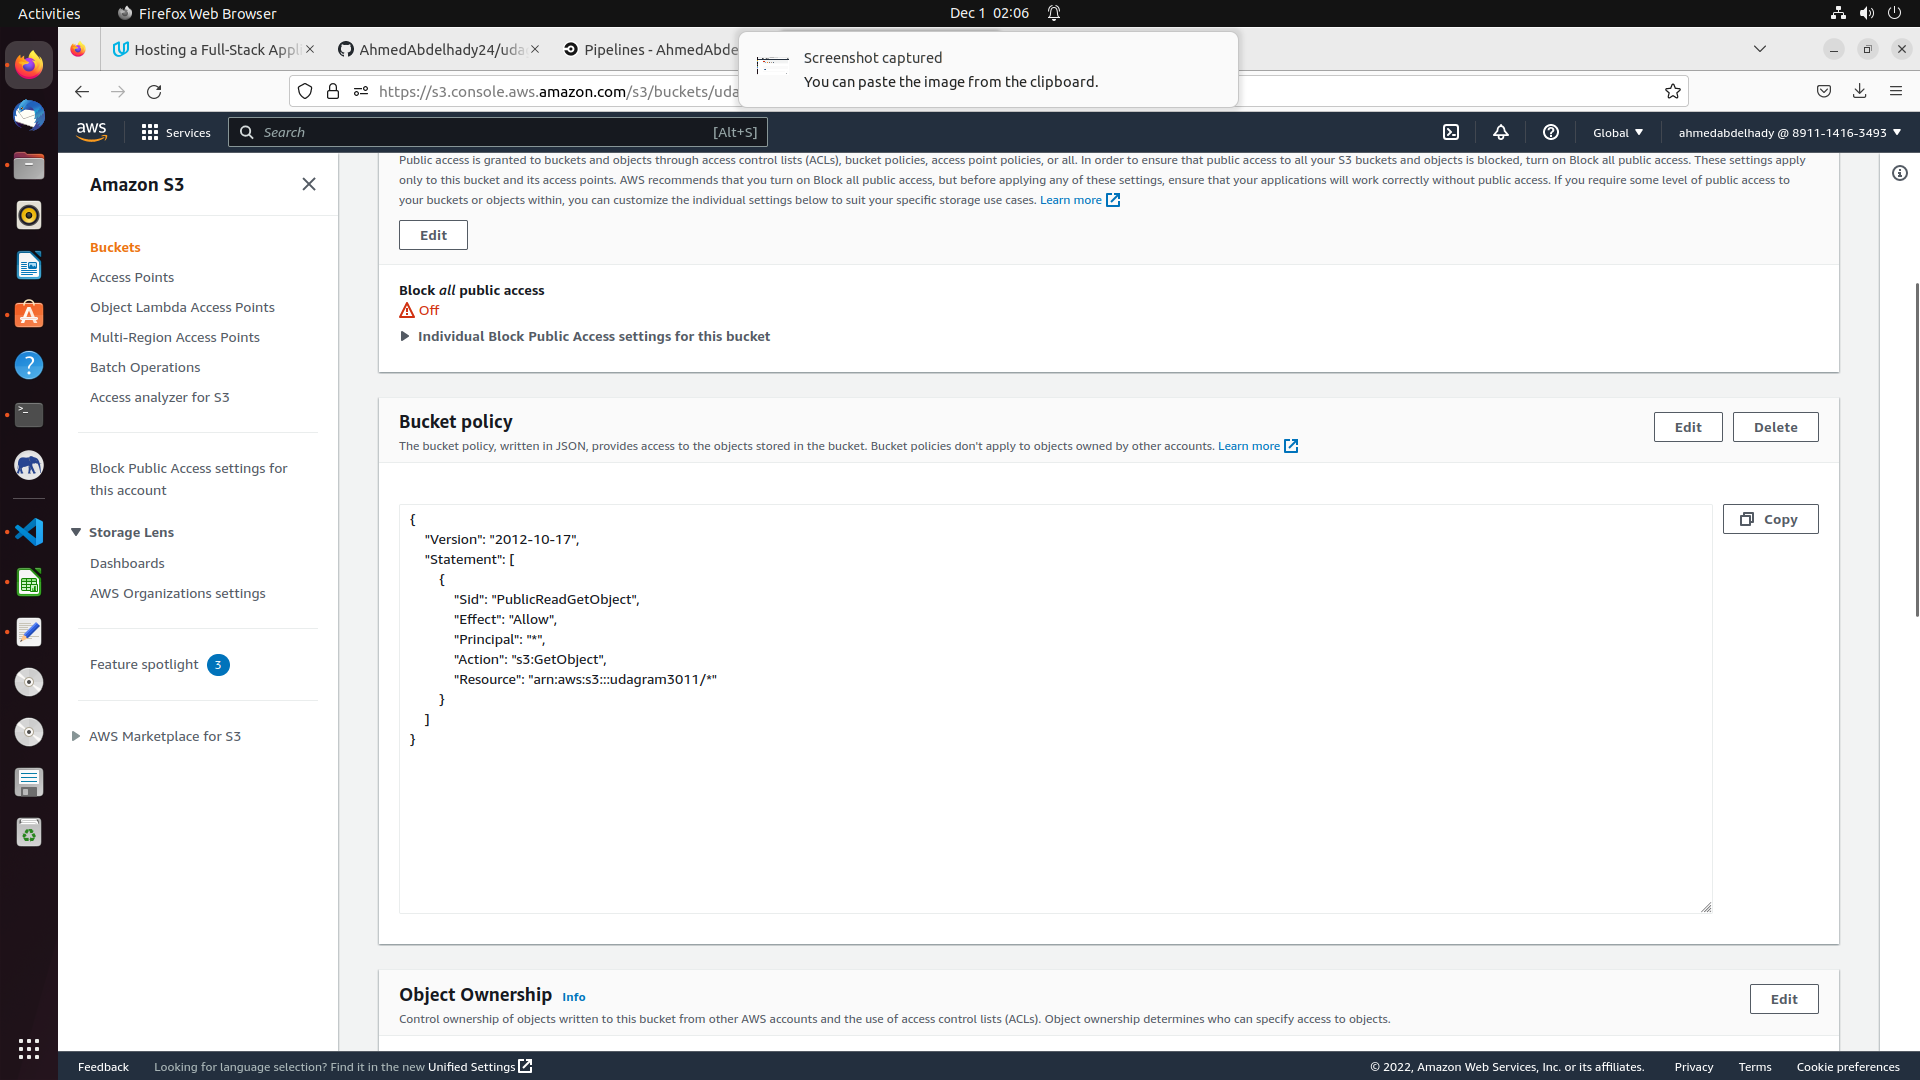 Activities
Firefox Web Browser
Dec 1 02:06
Hosting a Full-Stack Appl
AhmedAbdelhady24/uda
Pipelines - AhmedAbde
Screenshot captured
You can paste the image from the clipboard.
https://s3.console.aws.amazon.com/s3/buckets/uda
aws
Services
Search
[Alt+S]
Global
ahmedabdelhady @ 8911-1416-3493
Amazon S3
Buckets
Access Points
Object Lambda Access Points
Multi-Region Access Points
Batch Operations
Access analyzer for S3
Block Public Access settings for
this account
Storage Lens
Dashboards
AWS Organizations settings
Feature spotlight 3
AWS Marketplace for S3
Public access is granted to buckets and objects through access control lists (ACLs), bucket policies, access point policies, or all. In order to ensure that public access to all your S3 buckets and objects is blocked, turn on Block all public access. These settings apply
only to this bucket and its access points. AWS recommends that you turn on Block all public access, but before applying any of these settings, ensure that your applications will work correctly without public access. If you require some level of public access to
your buckets or objects within, you can customize the individual settings below to suit your specific storage use cases. Learn more
Edit
Block all public access
Off
Individual Block Public Access settings for this bucket
Bucket policy
The bucket policy, written in JSON, provides access to the objects stored in the bucket. Bucket policies don't apply to objects owned by other accounts. Learn more
Edit
Delete
{
"Version": "2012-10-17",
"Statement": [
{
"Sid": "PublicReadGetObject",
"Effect": "Allow",
"Principal": "*",
"Action": "s3:GetObject",
"Resource": "arn:aws:s3:::udagram3011/*"
}
]
}
Copy
Object Ownership Info
Control ownership of objects written to this bucket from other AWS accounts and the use of access control lists (ACLs). Object ownership determines who can specify access to objects.
Edit
Feedback
Looking for language selection? Find it in the new Unified Settings
© 2022, Amazon Web Services, Inc. or its affiliates.
Privacy
Terms
Cookie preferences